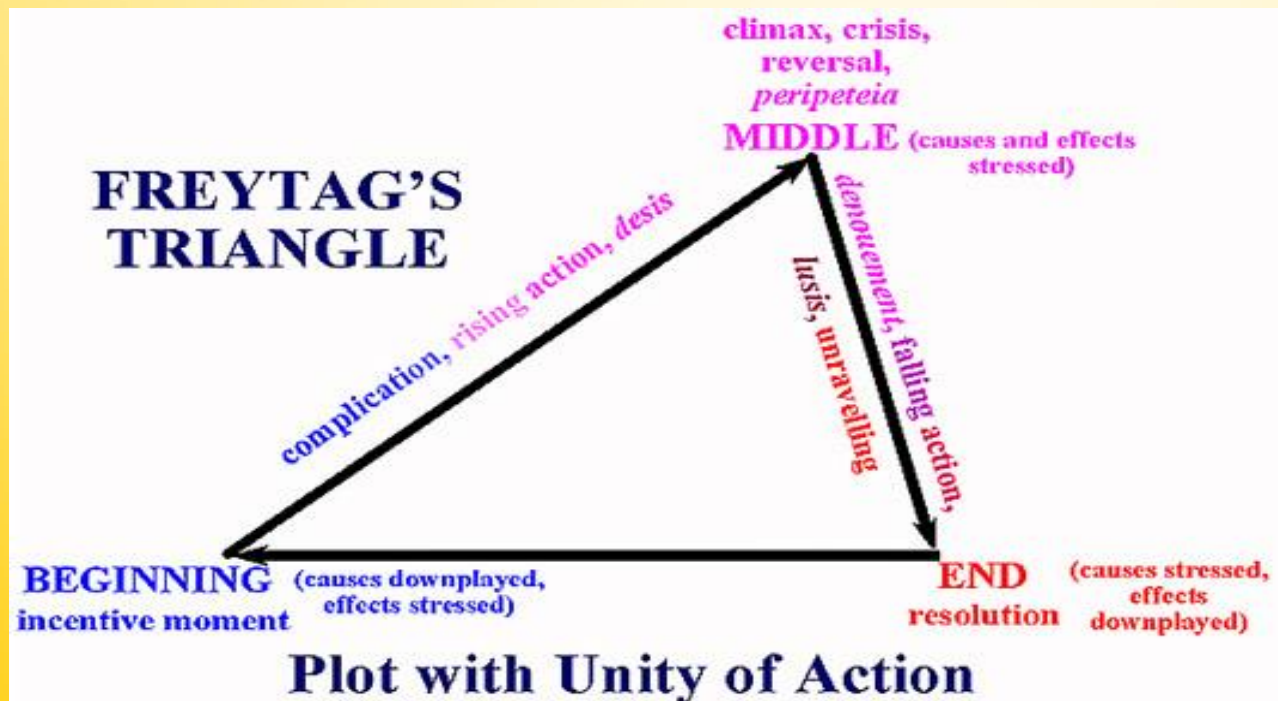 climax, crisis,
reversal,
peripeteia
MIDDLE (causes and effects
stressed)
FREYTAG'S
TRIANGLE
complication, rising action, desis
denouement, falling action,
lusis, unravelling
BEGINNING (causes downplayed,
effects stressed)
incentive moment
END (causes stressed,
effects
downplayed)
resolution
Plot with Unity of Action